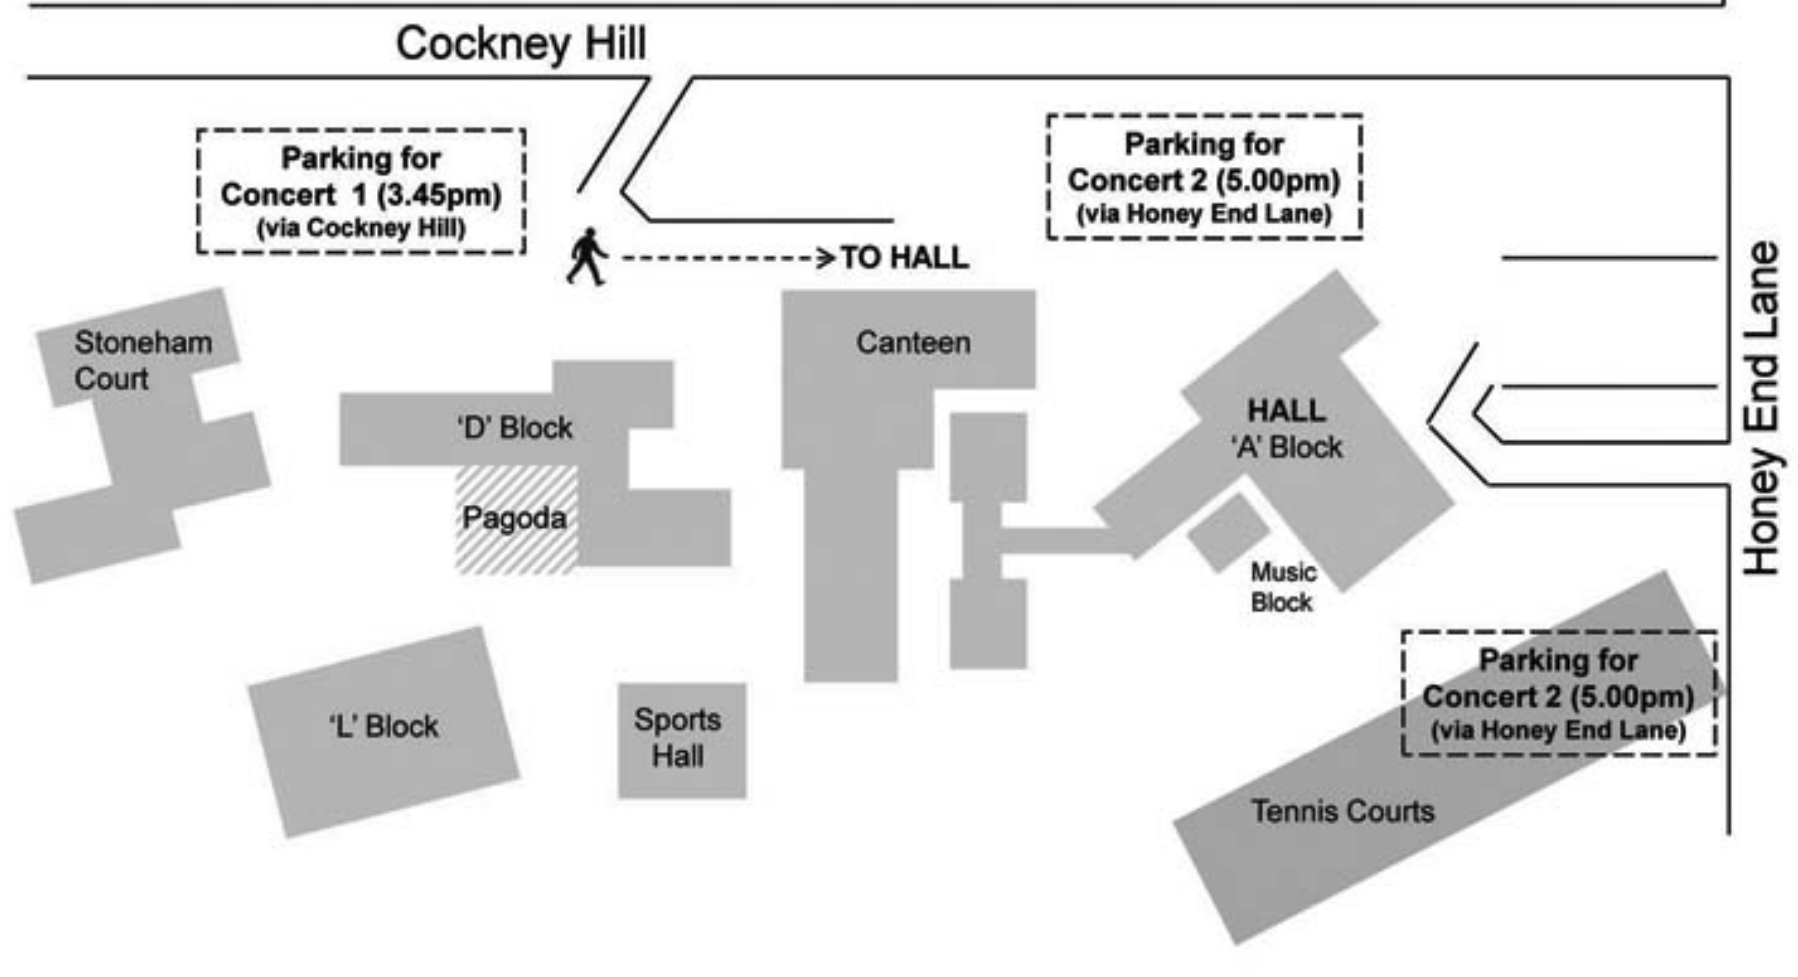 Cockney Hill
Parking for
Concert 1 (3.45pm)
(via Cockney Hill)
Parking for
Concert 2 (5.00pm)
(via Honey End Lane)
TO HALL
Honey End Lane
Stoneham
Court
Canteen
'D' Block
HALL
'A' Block
Pagoda
Music
Block
Parking for
Concert 2 (5.00pm)
(via Honey End Lane)
'L' Block
Sports
Hall
Tennis Courts